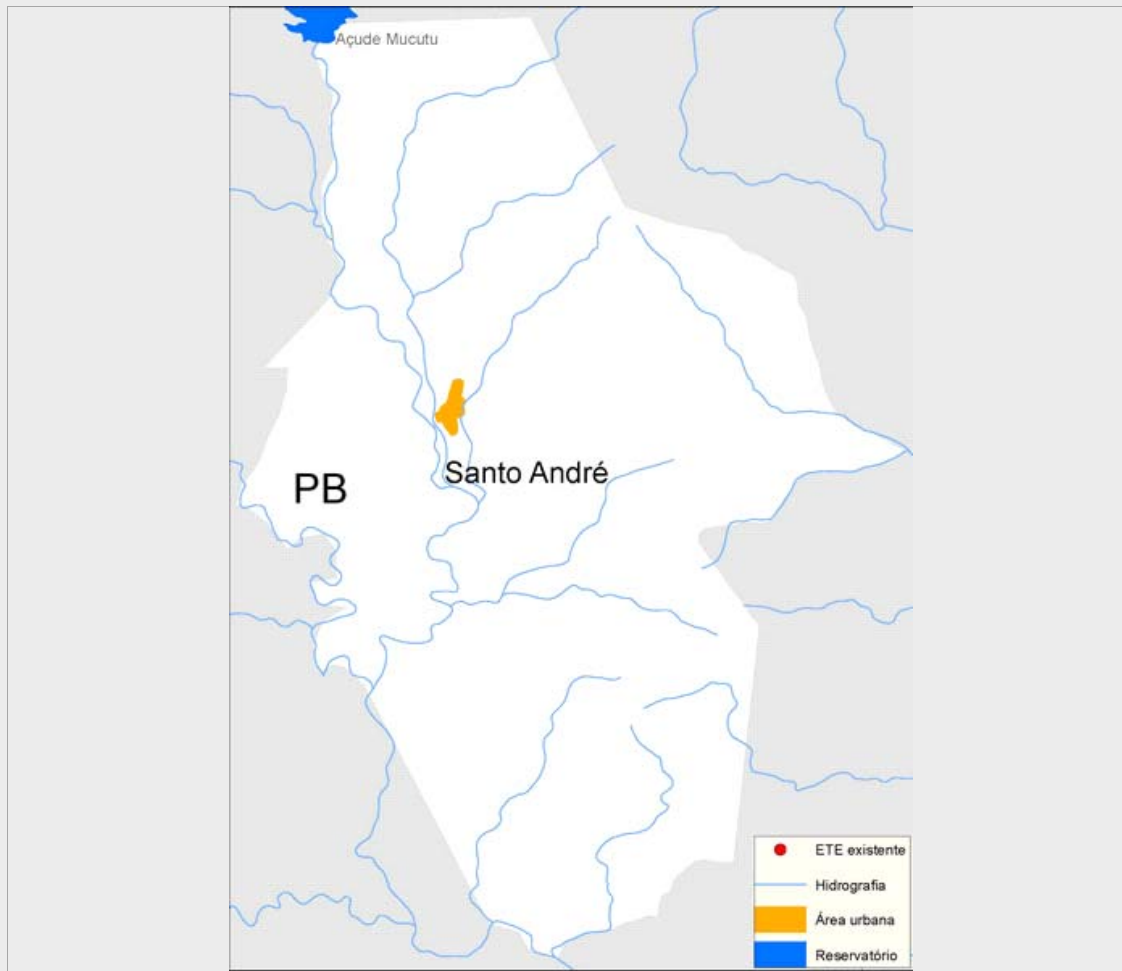 Açude Mucutu
Santo André
PB
ETE existente
Hidrografia
Área urbana
Reservatório